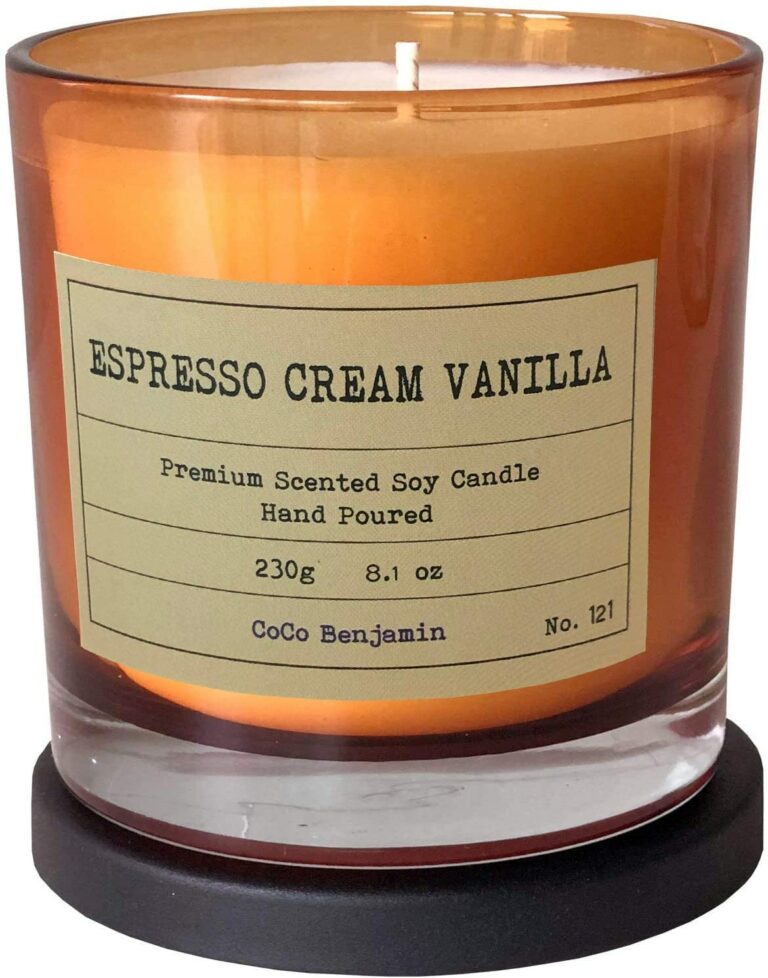 ESPRESSO CREAM VANILLA
Premium Scented Soy Candle
Hand Poured
230g 8.1 oz
CoCo Benjamin
No. 121